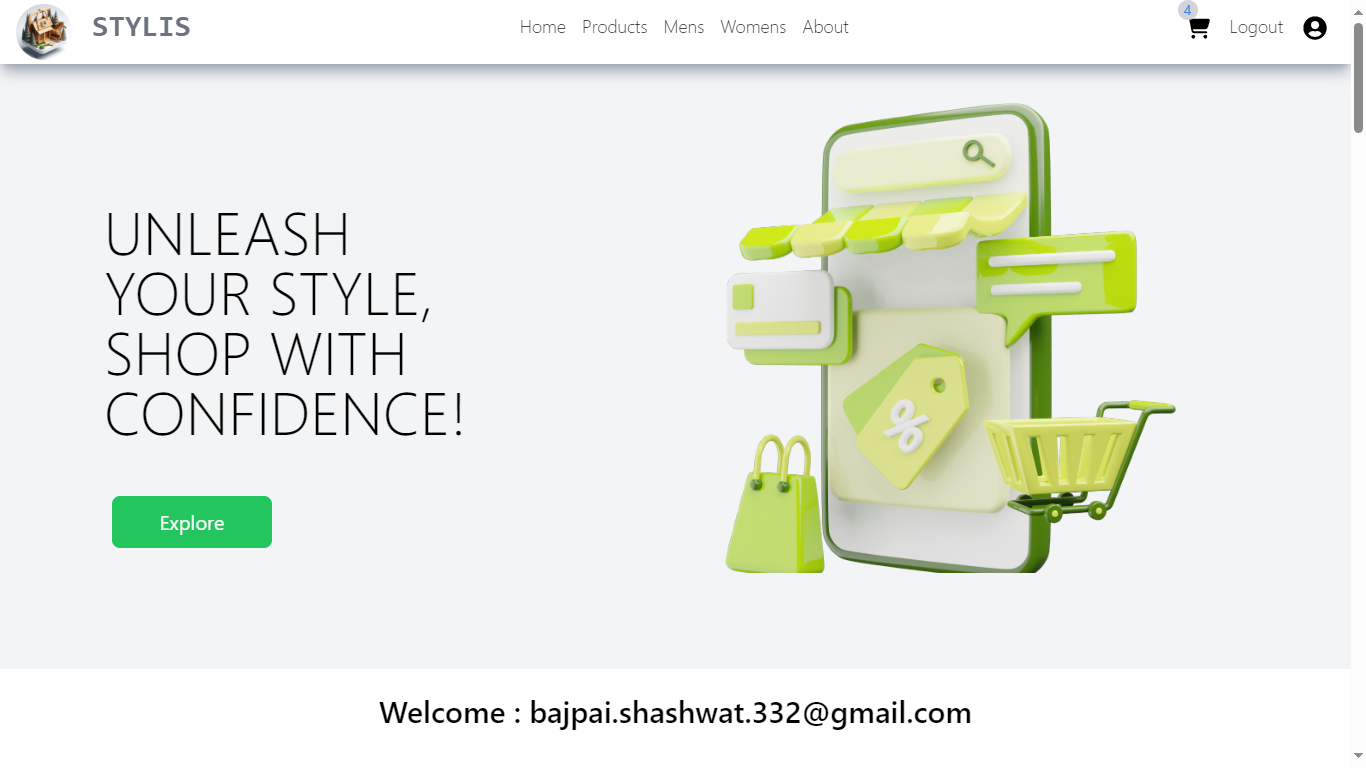 STYLIS
Home Products Mens Womens About
4
Logout
UNLEASH
YOUR STYLE,
SHOP WITH
CONFIDENCE!
%
Explore
Welcome : bajpai.shashwat.332@gmail.com